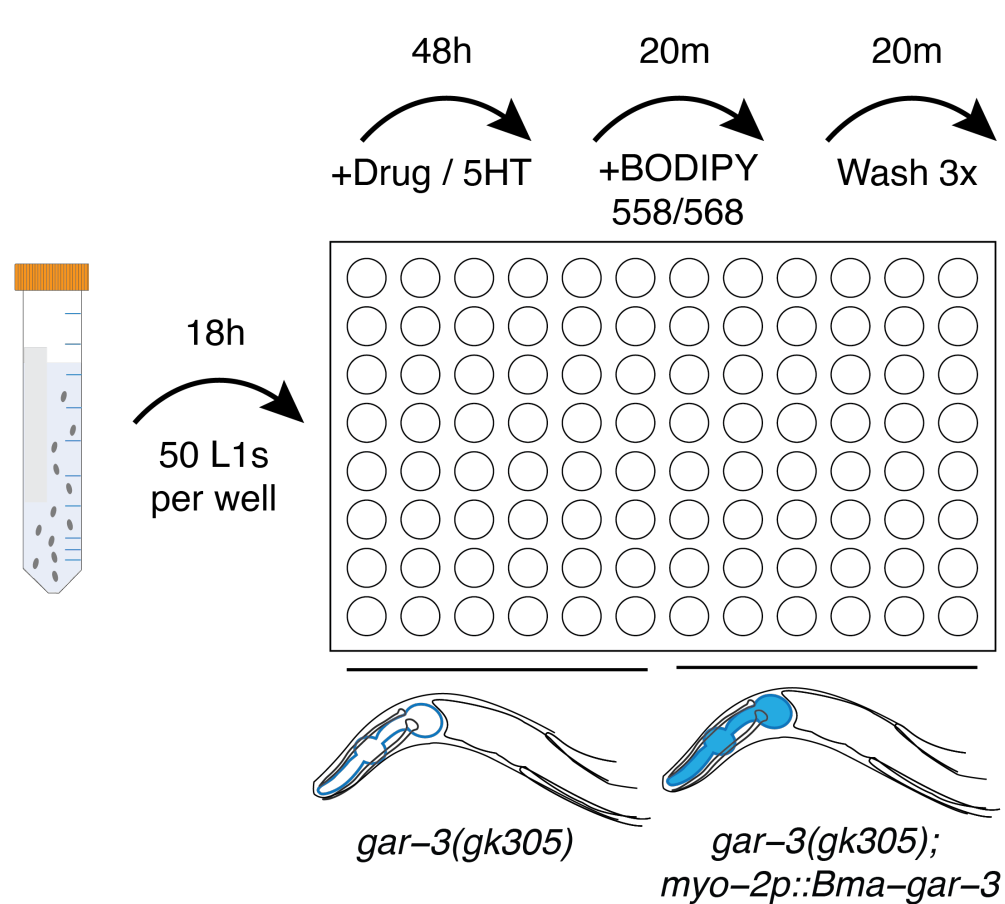 48h
20m
20m
+Drug / 5HT
+BODIPY
558/568
Wash 3x
18h
50 L1s
per well
gar–3(gk305)
gar–3(gk305);
myo–2p::Bma–gar–3